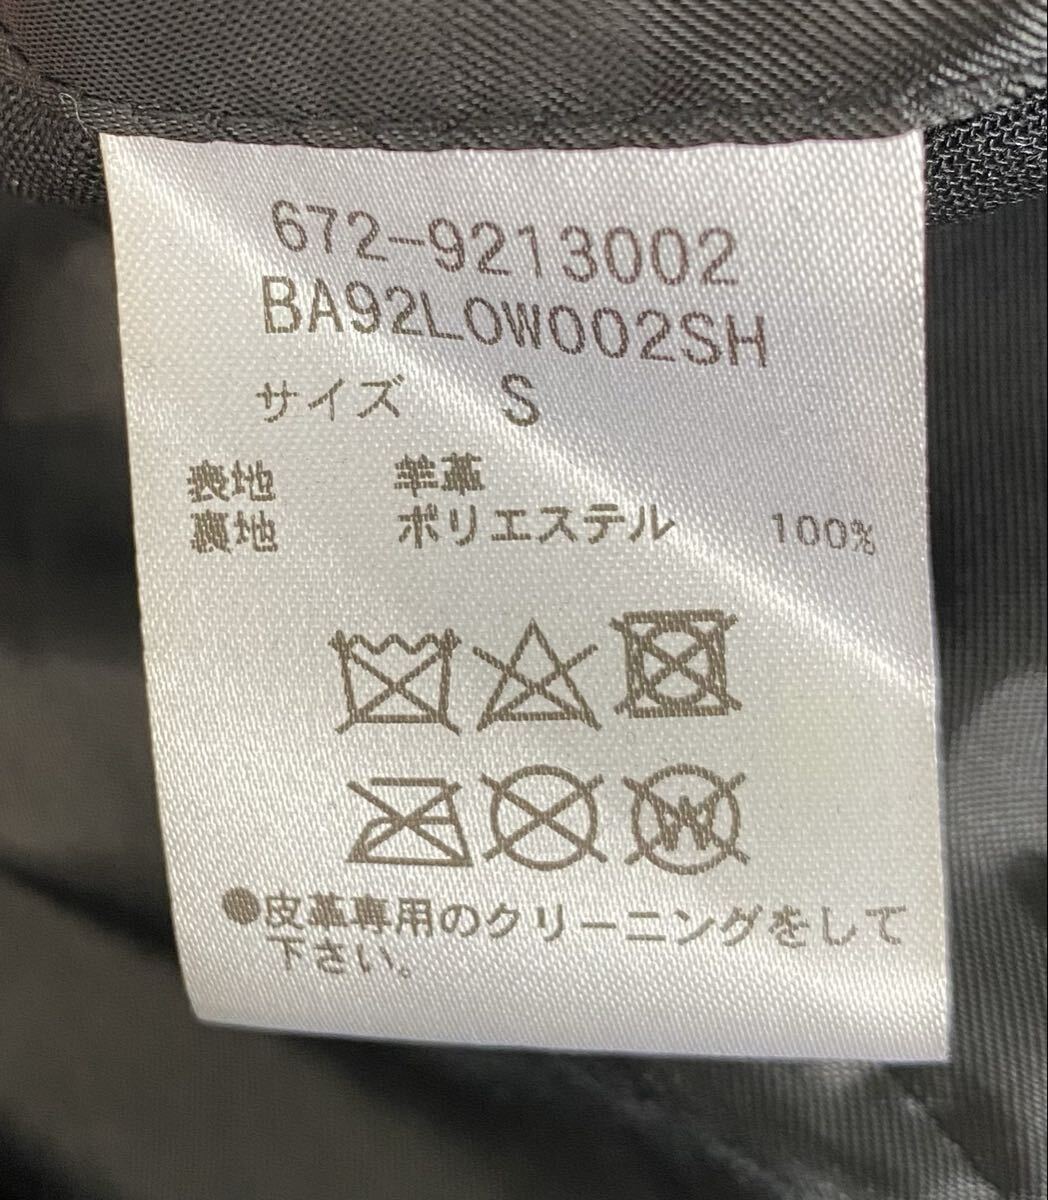 672-9213002
BA92LOW002SH
サイズ S
表地 羊革
裏地 ポリエステル 100%
W
●皮革専用のクリーニングをして
下さい。